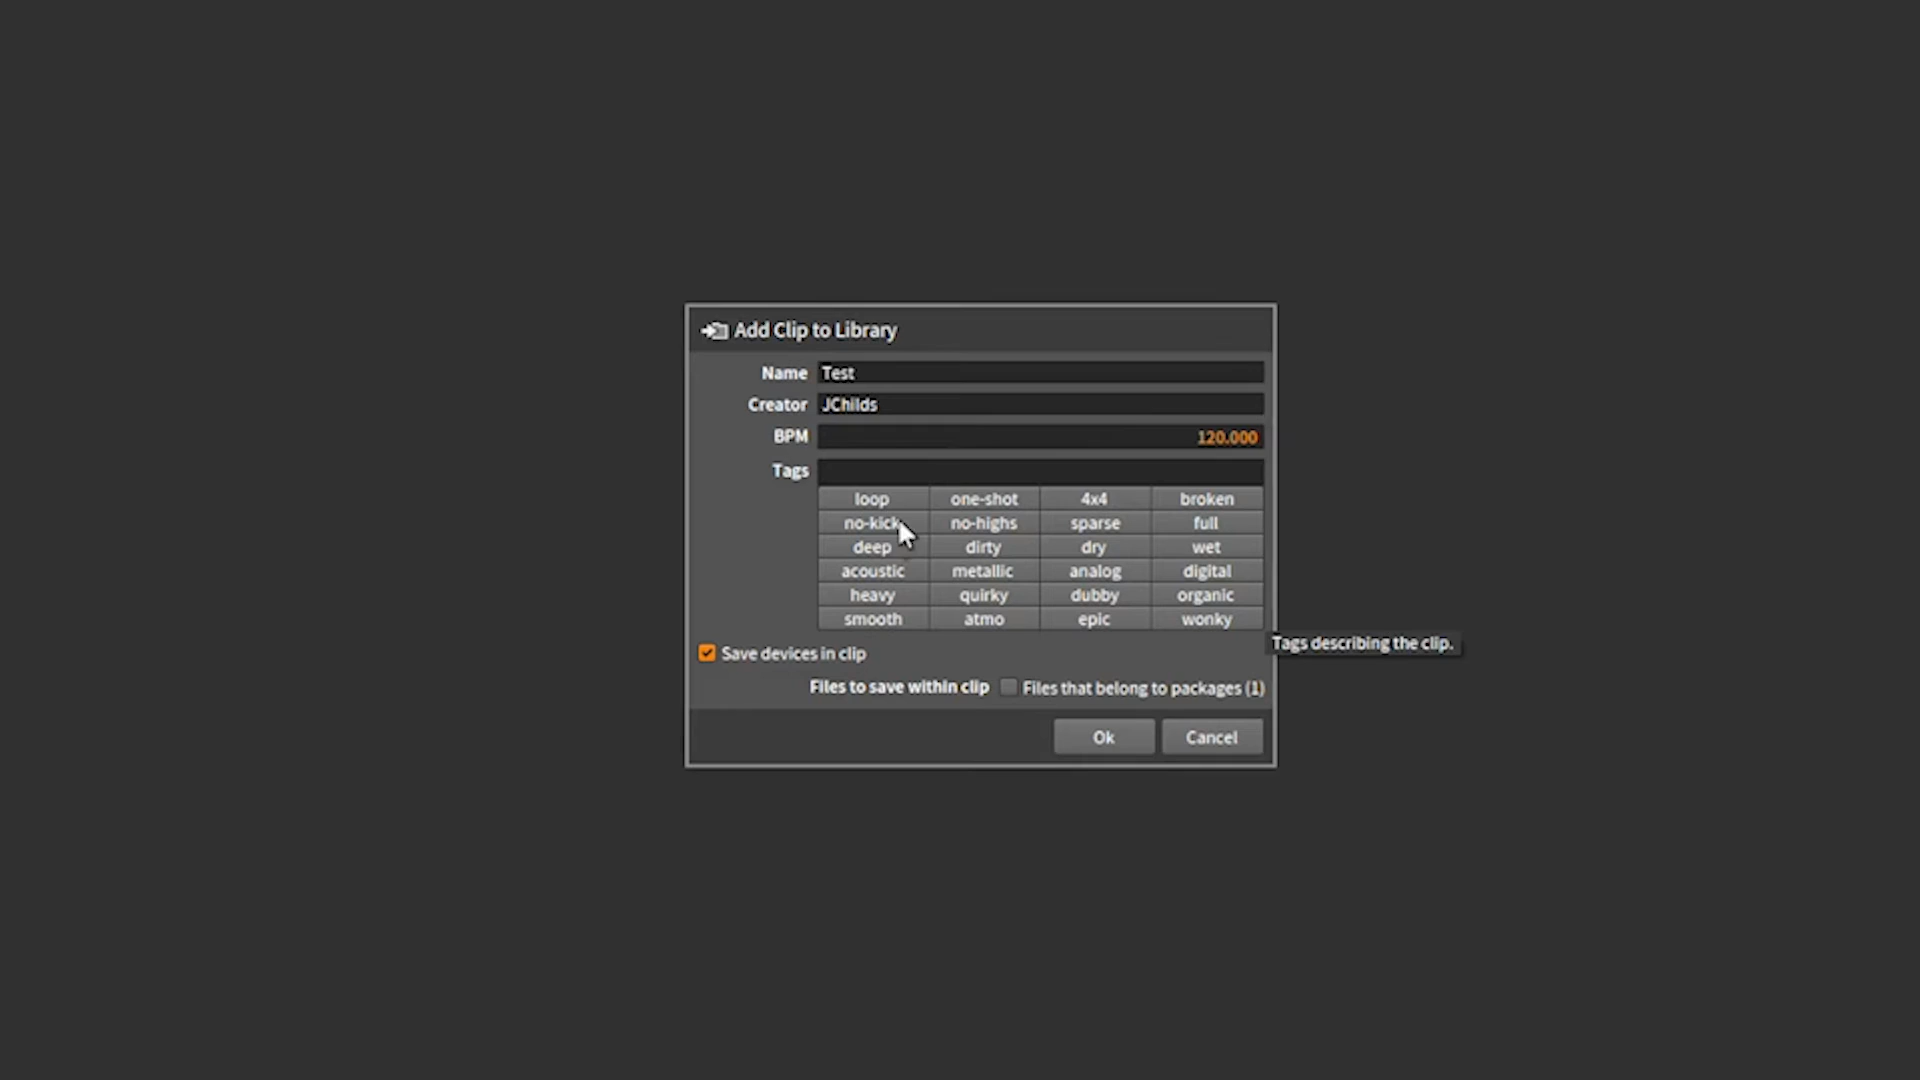 Add Clip to Library
Name Test
Creator JChilds
BPM 120.000
Tags
loop one-shot 4x4 broken
no-kick no-highs sparse full
deep dirty dry wet
acoustic metallic analog digital
heavy quirky dubby organic
smooth atmo epic wonky
Tags describing the clip.
Save devices in clip
Files to save within clip Files that belong to packages (1)
Ok Cancel